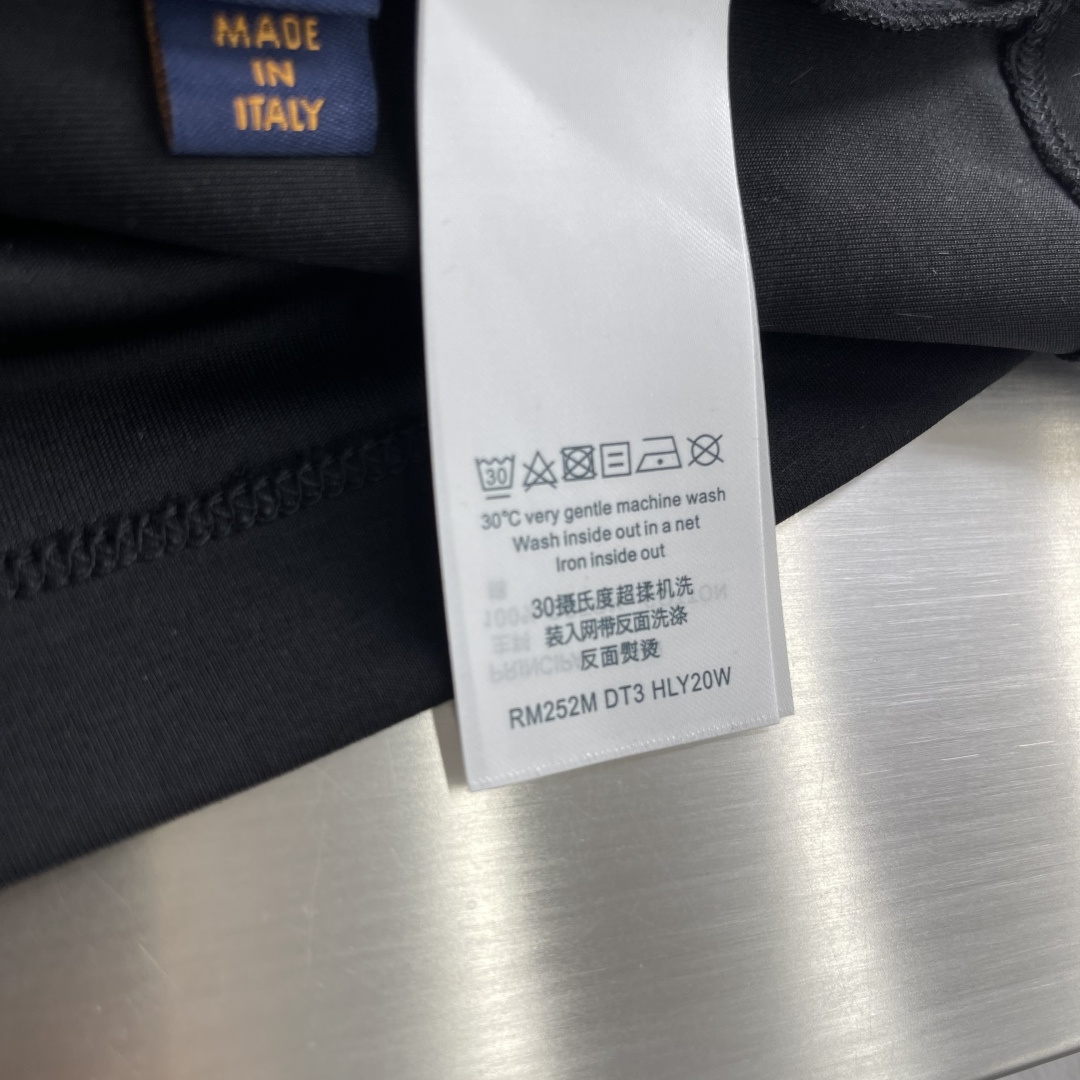 MADE
IN
ITALY
30
30°C very gentle machine wash
Wash inside out in a net
Iron inside out
30摄氏度超揉机洗
装入网带反面洗涤
反面熨烫
RM252M DT3 HLY20W